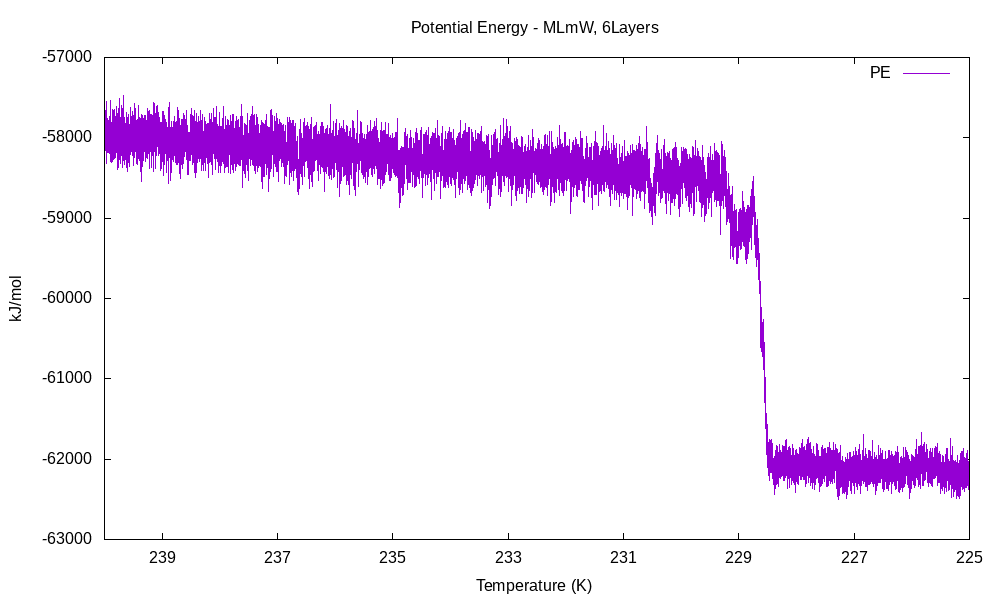 Potential Energy - MLmW, 6Layers
PE
-57000
-58000
-59000
-60000
-61000
-62000
-63000
kJ/mol
239 237 235 233 231 229 227 225
Temperature (K)